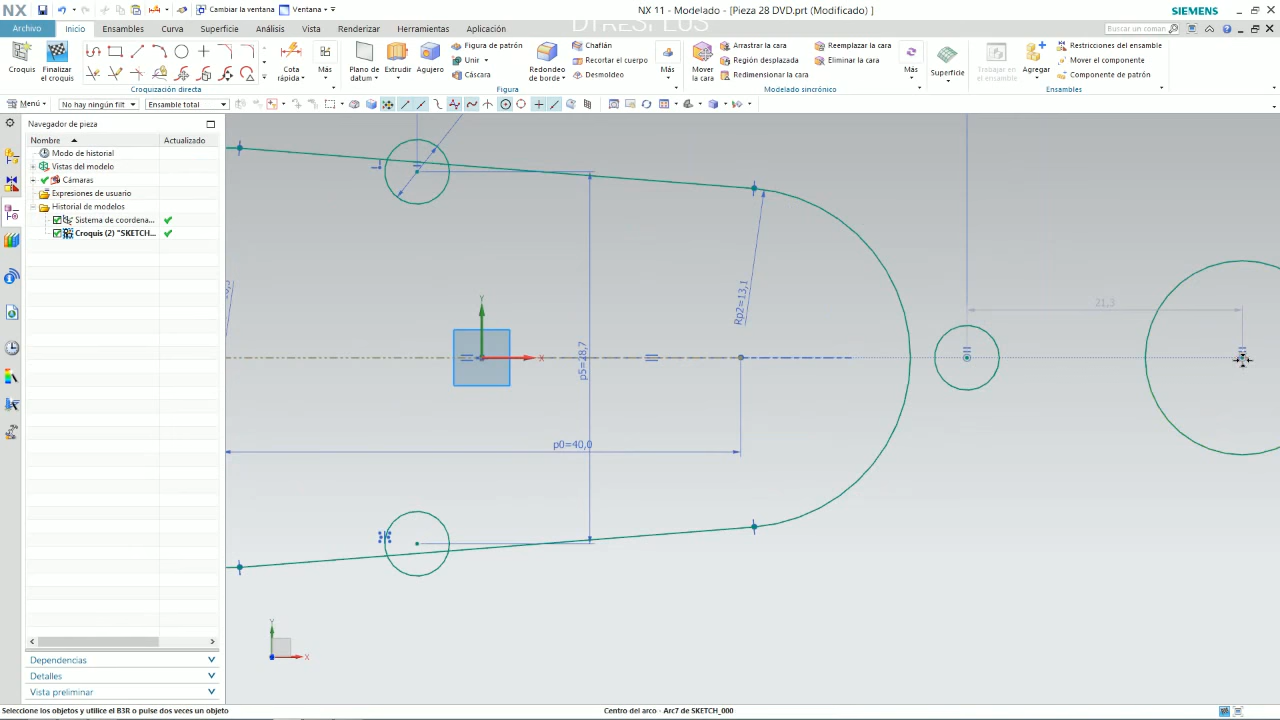 NX
Cambiar la ventana
Ventana
NX 11 - Modelado - [Pieza 28 DVD.prt (Modificado) ]
SIEMENS
DTRESPLUS
Archivo
Inicio
Ensambles
Curva
Superficie
Análisis
Vista
Renderizar
Herramientas
Aplicación
Buscar un coman
Croquis
Finalizar el croquis
Cota rápida
Más
Croquización directa
Plano de datum
Extrudir
Agujero
Figura de patrón
Unir
Cáscara
Redondeo de borde
Chaflán
Recortar el cuerpo
Desmoldeo
Más
Figura
Mover la cara
Arrastrar la cara
Región desplazada
Redimensionar la cara
Reemplazar la cara
Eliminar la cara
Más
Modelado sincrónico
Superficie
Trabajar en el ensamble
Agregar
Restricciones del ensamble
Mover el componente
Componente de patrón
Ensambles
Menú
No hay ningún filt
Ensamble total
Navegador de pieza
Nombre
Actualizado
Modo de historial
Vistas del modelo
Cámaras
Expresiones de usuario
Historial de modelos
Sistema de coordena...
Croquis (2) "SKETCH...
Dependencias
Detalles
Vista preliminar
Rp2=13,1
p5=28,7
p0=40,0
21,3
Y
X
Y
X
Seleccione los objetos y utilice el B3R o pulse dos veces un objeto
Centro del arco - Arc7 de SKETCH_000